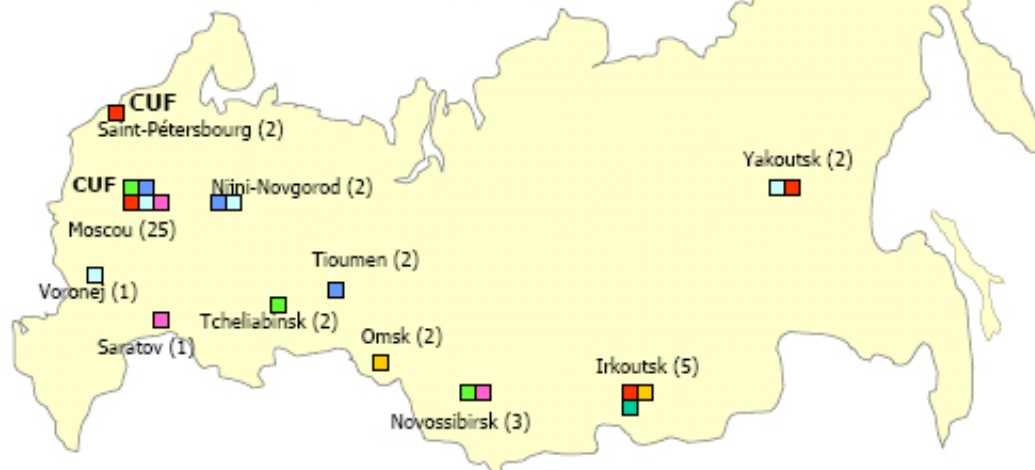 CUF
Saint-Pétersbourg (2)
Yakoutsk (2)
CUF
Nijni-Novgorod (2)
Moscou (25)
Tioumen (2)
Voronej (1)
Tcheliabinsk (2)
Omsk (2)
Saratov (1)
Irkoutsk (5)
Novossibirsk (3)